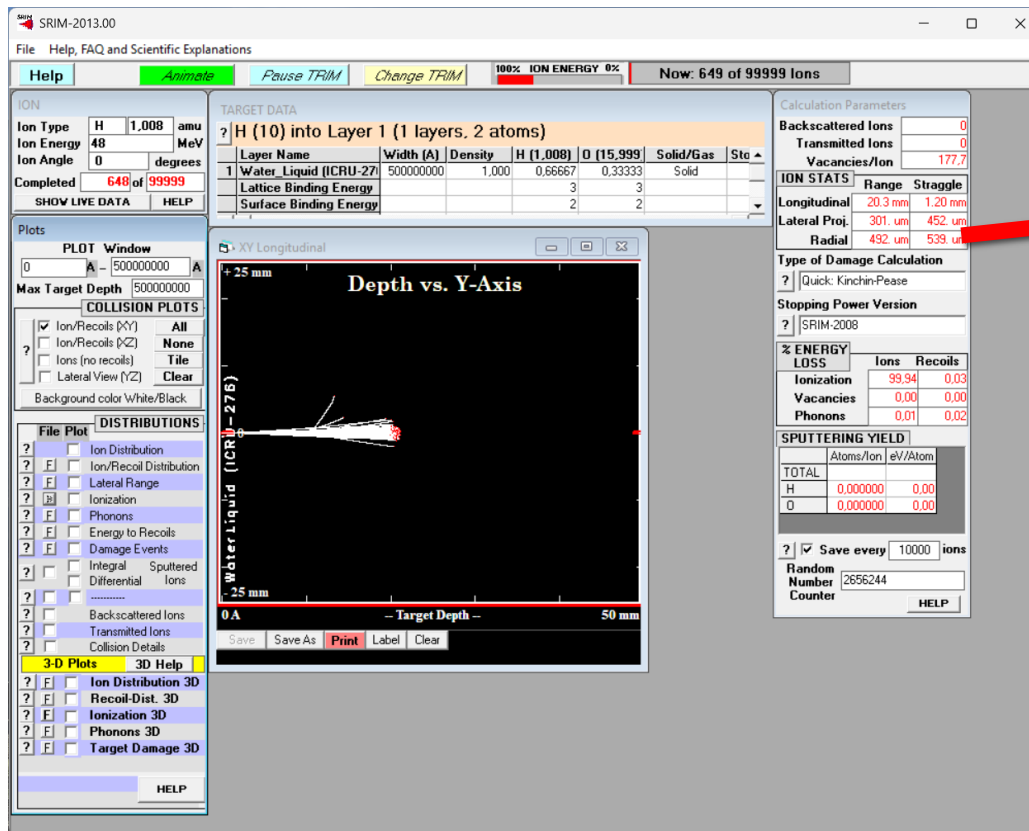 SRIM-2013.00
File Help, FAQ and Scientific Explanations
Help Animate Pause TRIM Change TRIM 100% ION ENERGY 0% Now: 649 of 99999 Ions
ION
Ion Type H 1,008 amu
Ion Energy 48 MeV
Ion Angle 0 degrees
Completed 648 of 99999
SHOW LIVE DATA HELP
TARGET DATA
? H (10) into Layer 1 (1 layers, 2 atoms)
Layer Name Width (A) Density H (1,008) O (15,999 Solid/Gas Sto
1 Water_Liquid (ICRU-27 500000000 1,000 0,66667 0,33333 Solid
Lattice Binding Energy 3 3
Surface Binding Energy 2 2
Calculation Parameters
Backscattered Ions 0
Transmitted Ions 0
Vacancies/Ion 177,7
ION STATS Range Straggle
Longitudinal 20.3 mm 1.20 mm
Lateral Proj. 301. um 452. um
Radial 492. um 539. um
Type of Damage Calculation
? Quick: Kinchin-Pease
Stopping Power Version
? SRIM-2008
% ENERGY LOSS Ions Recoils
Ionization 99,94 0,03
Vacancies 0,00 0,00
Phonons 0,01 0,02
SPUTTERING YIELD
Atoms/Ion eV/Atom
TOTAL
H 0,000000 0,00
O 0,000000 0,00
? Save every 10000 ions
Random Number Counter 2656244
HELP
Plots
PLOT Window
0 A - 500000000 A
Max Target Depth 500000000
COLLISION PLOTS
Ion/Recoils (XY) All
? Ion/Recoils (XZ) None
Ions (no recoils) Tile
Lateral View (YZ) Clear
Background color White/Black
File Plot DISTRIBUTIONS
? Ion Distribution
? F Ion/Recoil Distribution
? F Lateral Range
? Ionization
? F Phonons
? F Energy to Recoils
? F Damage Events
? Integral Sputtered
Differential Ions
? -----------
? Backscattered Ions
? Transmitted Ions
? Collision Details
3-D Plots 3D Help
? F Ion Distribution 3D
? F Recoil-Dist. 3D
? F Ionization 3D
? F Phonons 3D
? F Target Damage 3D
HELP
XY Longitudinal
+25 mm
Depth vs. Y-Axis
0
Water_Liquid (ICRU-276)
-25 mm
0 A -- Target Depth -- 50 mm
Save Save As Print Label Clear